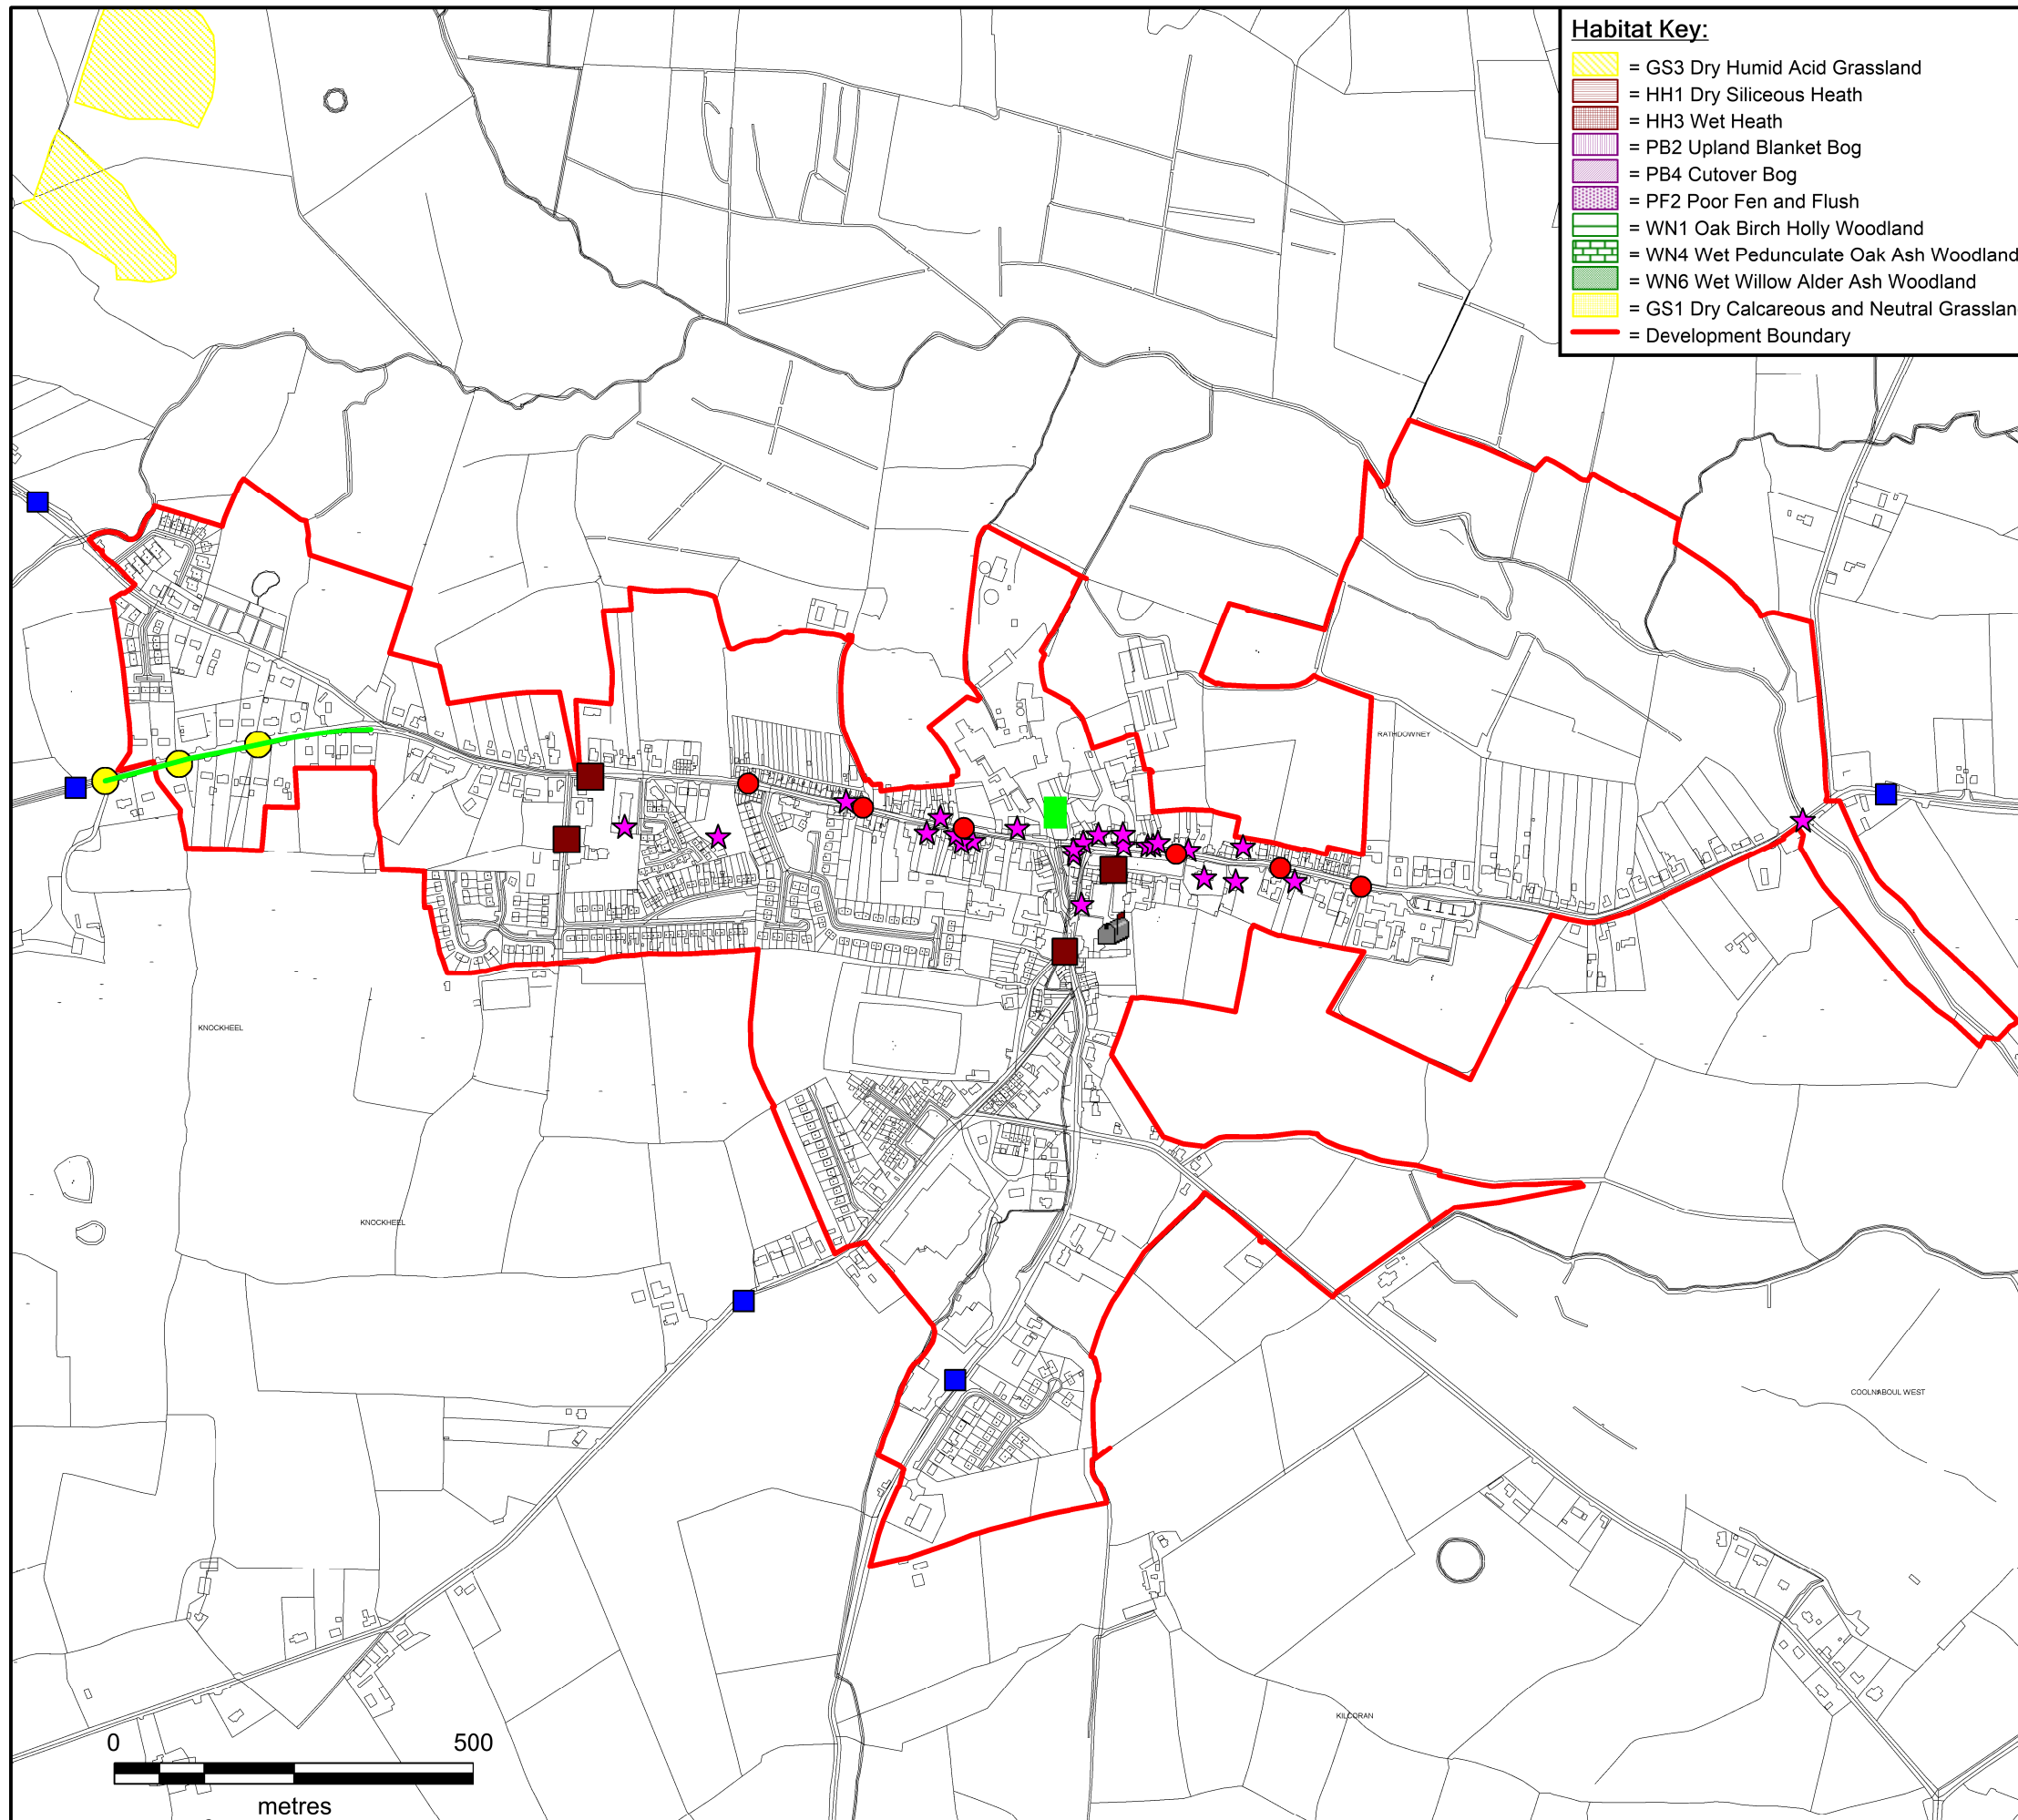 Habitat Key:
= GS3 Dry Humid Acid Grassland
= HH1 Dry Siliceous Heath
= HH3 Wet Heath
= PB2 Upland Blanket Bog
= PB4 Cutover Bog
= PF2 Poor Fen and Flush
= WN1 Oak Birch Holly Woodland
= WN4 Wet Pedunculate Oak Ash Woodland
= WN6 Wet Willow Alder Ash Woodland
= GS1 Dry Calcareous and Neutral Grasslan
= Development Boundary
RATHDOWNEY
KNOCKHEEL
KNOCKHEEL
COOLNABOUL WEST
KILCORAN
0 500
metres